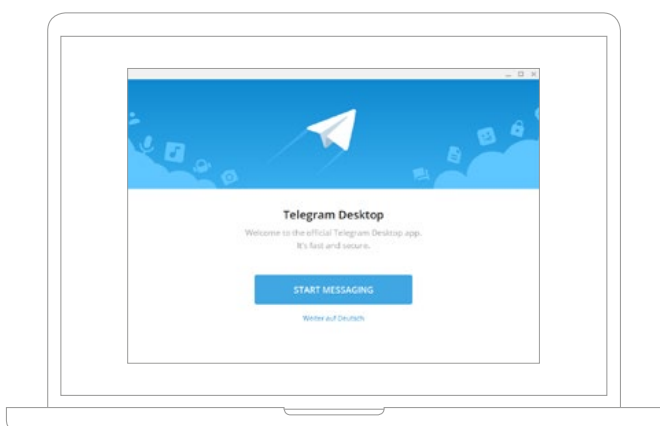 Telegram Desktop
Welcome to the official Telegram Desktop app.
It's fast and secure.
START MESSAGING
Weiter auf Deutsch